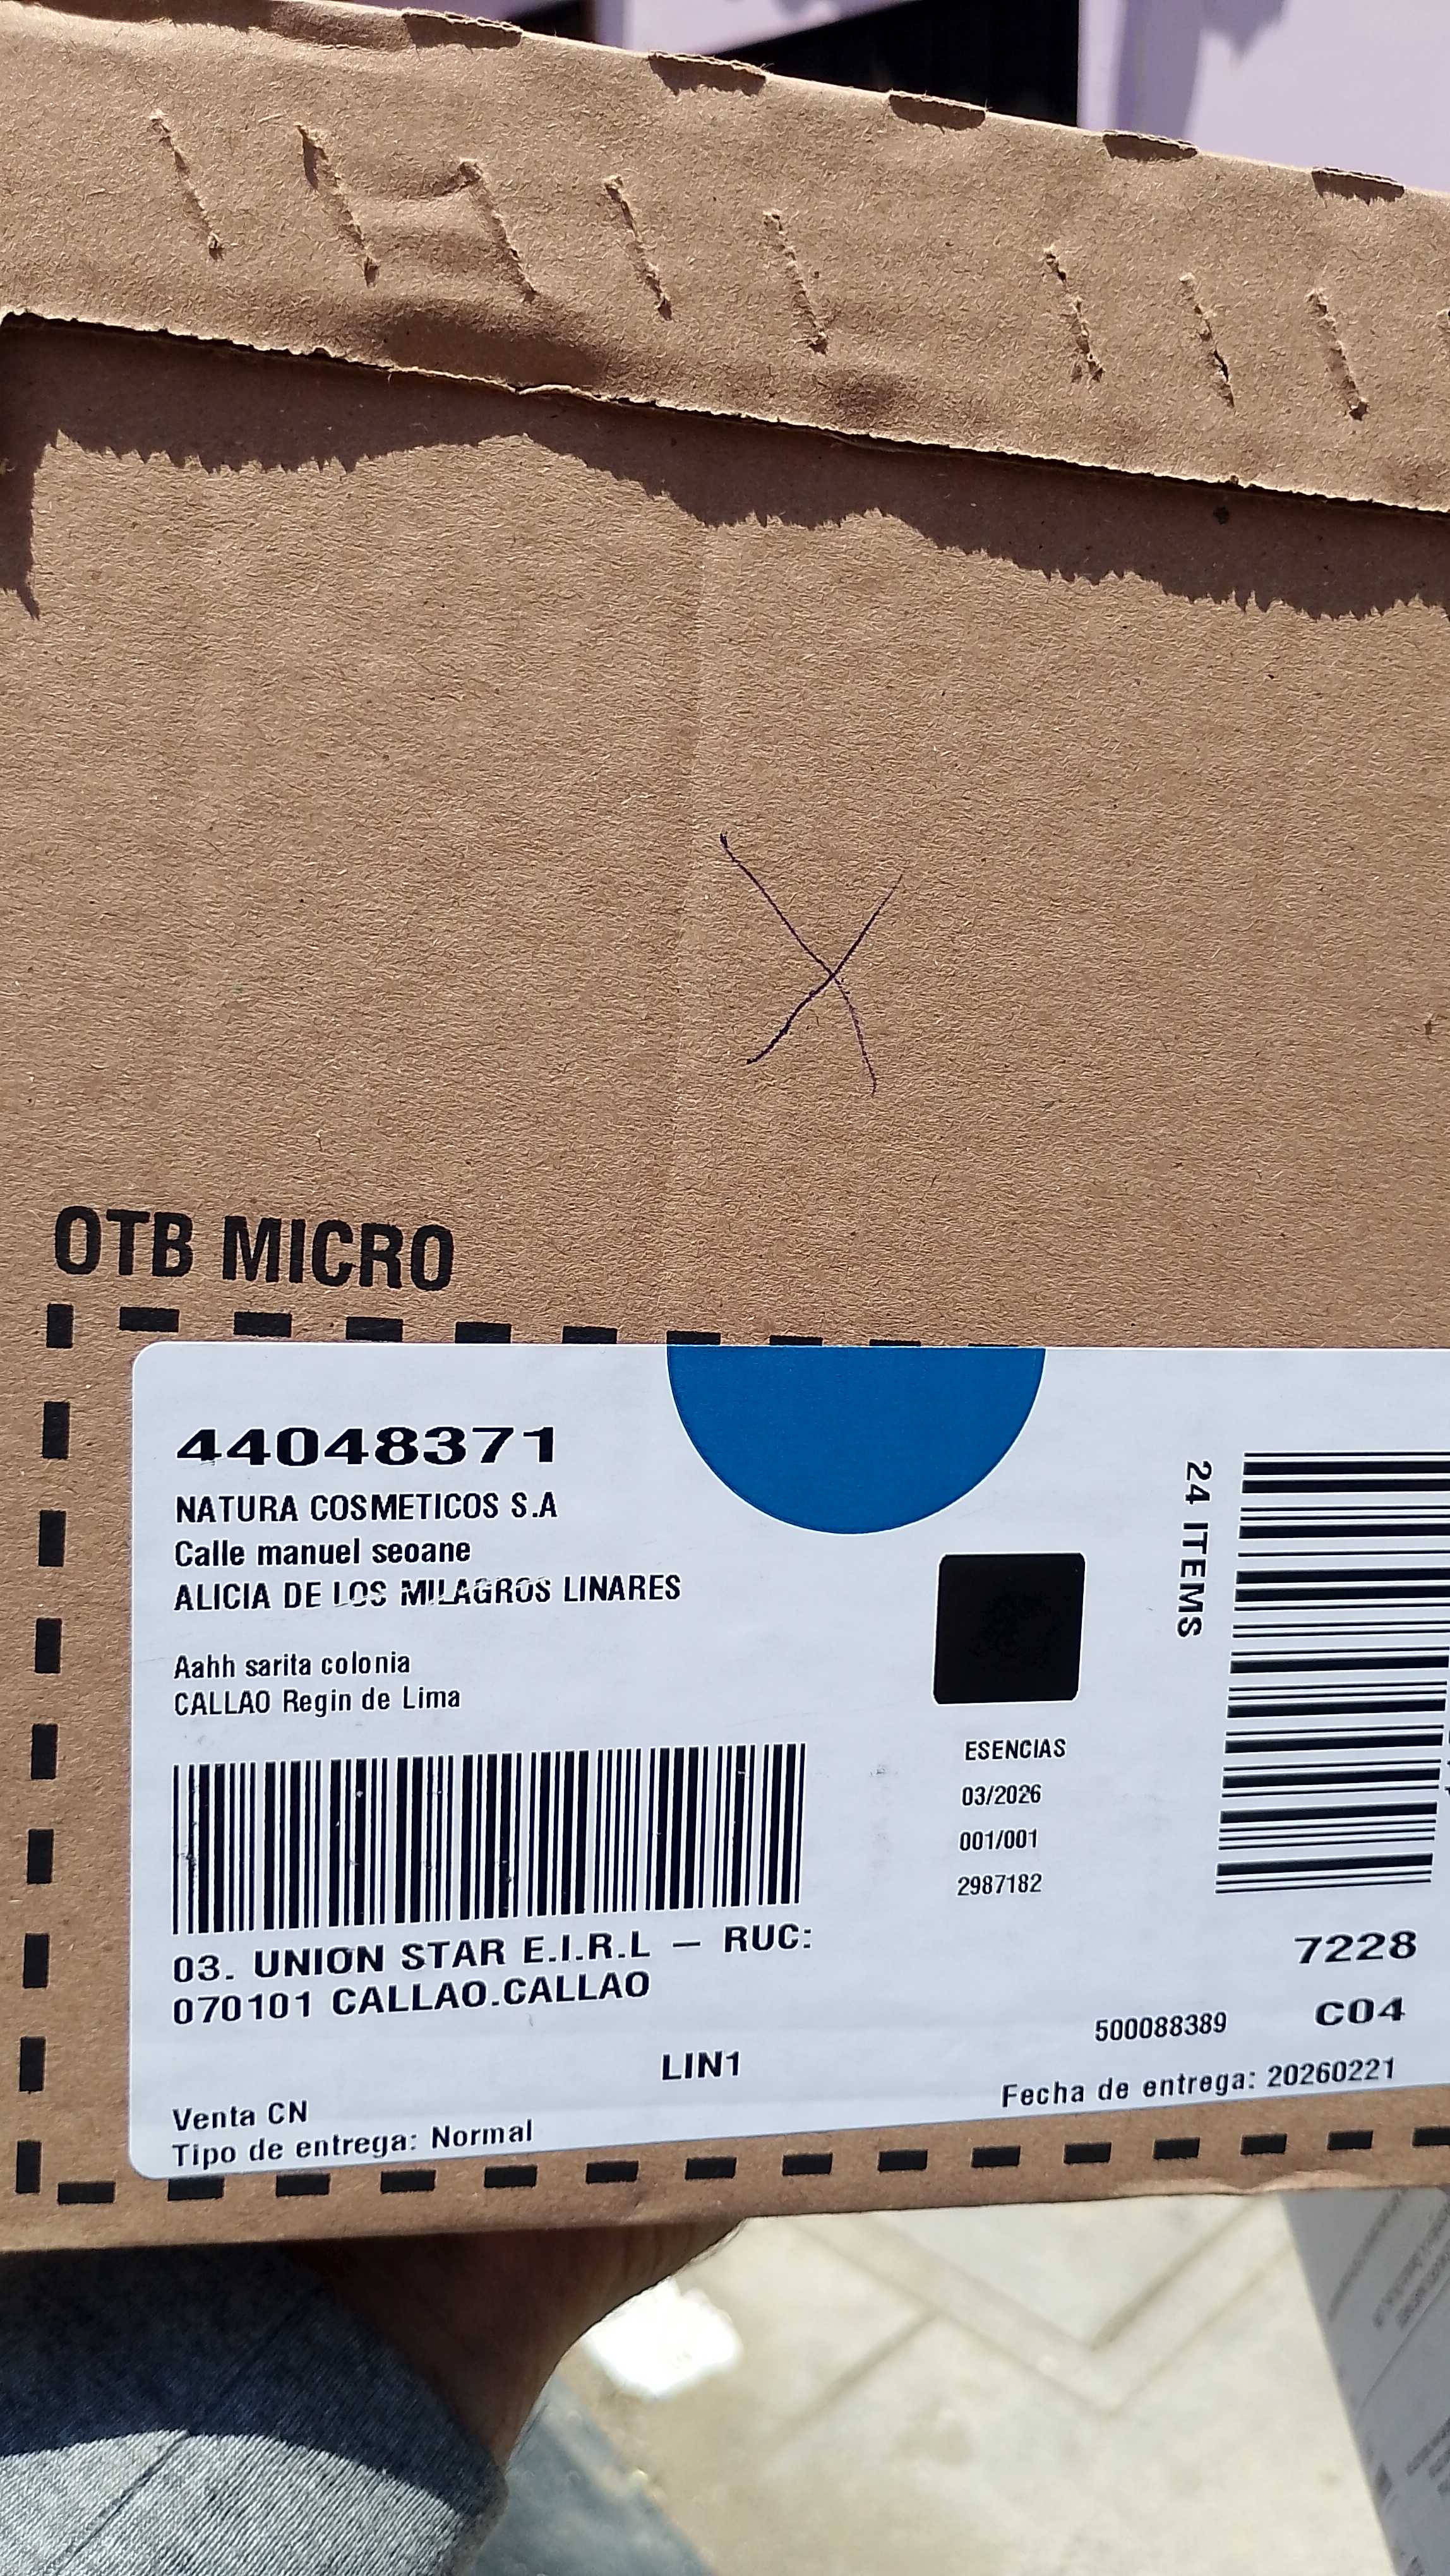 OTB MICRO
44048371
NATURA COSMETICOS S.A
Calle manuel seoane
ALICIA DE LOS MILAGROS LINARES
Aahh sarita colonia
CALLAO Regin de Lima
24 ITEMS
ESENCIAS
03/2026
001/001
2987182
03. UNION STAR E.I.R.L – RUC:
070101 CALLAO.CALLAO
7228
500088389
C04
LIN1
Fecha de entrega: 20260221
Venta CN
Tipo de entrega: Normal